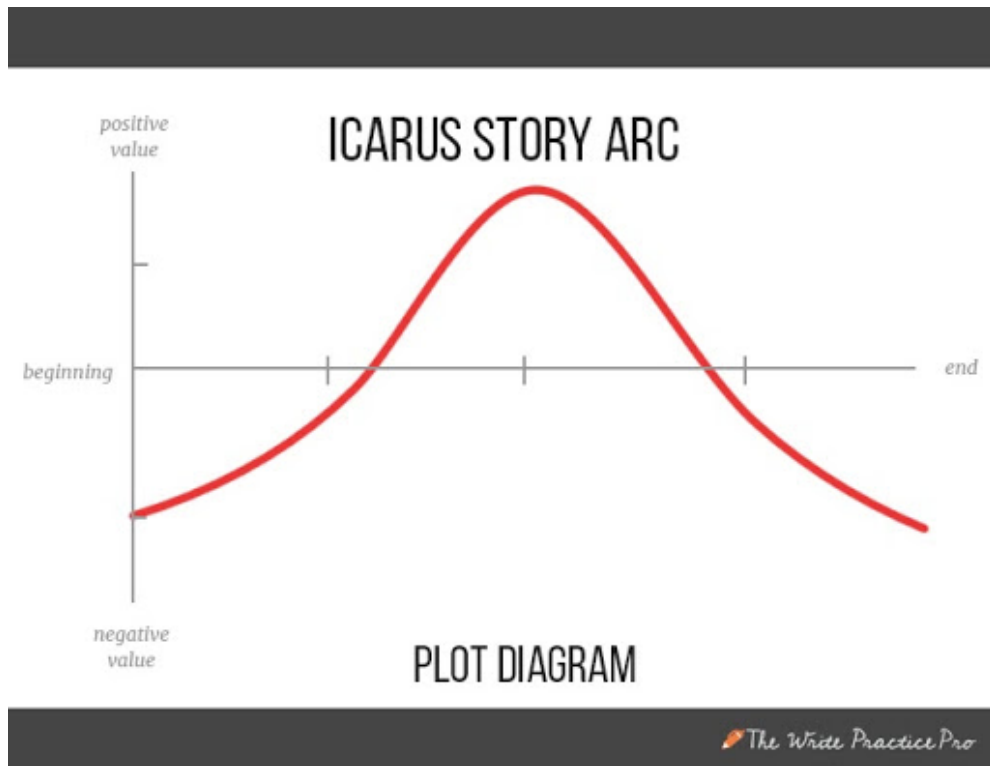 ICARUS STORY ARC
positive
value
beginning
end
negative
value
PLOT DIAGRAM
The Write Practice Pro